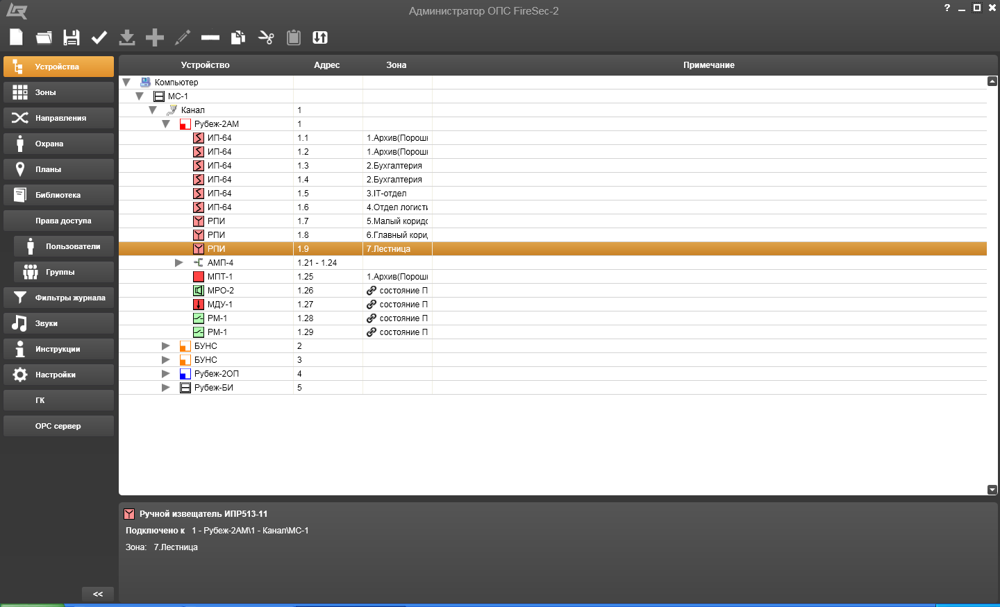 Администратор ОПС FireSec-2
?
Устройства
Зоны
Направления
Охрана
Планы
Библиотека
Права доступа
Пользователи
Группы
Фильтры журнала
Звуки
Инструкции
Настройки
ГК
OPC сервер
<<
Устройство Адрес Зона Примечание
Компьютер
МС-1
Канал 1
Рубеж-2АМ 1
ИП-64 1.1 1.Архив(Порош
ИП-64 1.2 1.Архив(Порош
ИП-64 1.3 2.Бухгалтерия
ИП-64 1.4 2.Бухгалтерия
ИП-64 1.5 3.IT-отдел
ИП-64 1.6 4.Отдел логисти
РПИ 1.7 5.Малый коридо
РПИ 1.8 6.Главный корид
РПИ 1.9 7.Лестница
АМП-4 1.21 - 1.24
МПТ-1 1.25 1.Архив(Порош
МРО-2 1.26 состояние П
МДУ-1 1.27 состояние П
РМ-1 1.28 состояние П
РМ-1 1.29 состояние П
БУНС 2
БУНС 3
Рубеж-2ОП 4
Рубеж-БИ 5
Ручной извещатель ИПР513-11
Подключено к 1 - Рубеж-2АМ\1 - Канал\МС-1
Зона: 7.Лестница